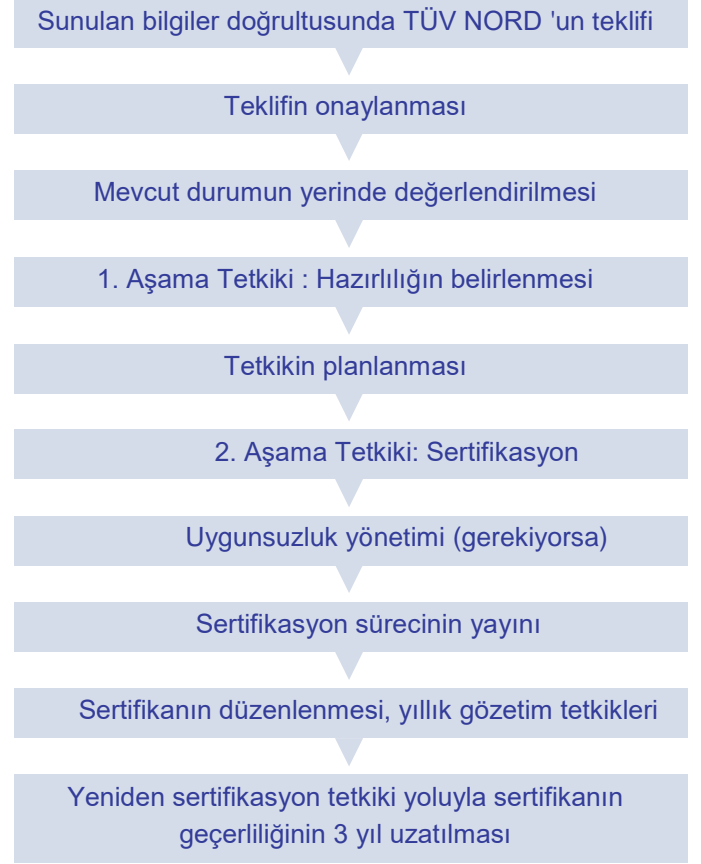 Sunulan bilgiler doğrultusunda TÜV NORD 'un teklifi
Teklifin onaylanması
Mevcut durumun yerinde değerlendirilmesi
1. Aşama Tetkiki : Hazırlılığın belirlenmesi
Tetkikin planlanması
2. Aşama Tetkiki: Sertifikasyon
Uygunsuzluk yönetimi (gerekiyorsa)
Sertifikasyon sürecinin yayını
Sertifikanın düzenlenmesi, yıllık gözetim tetkikleri
Yeniden sertifikasyon tetkiki yoluyla sertifikanın
geçerliliğinin 3 yıl uzatılması